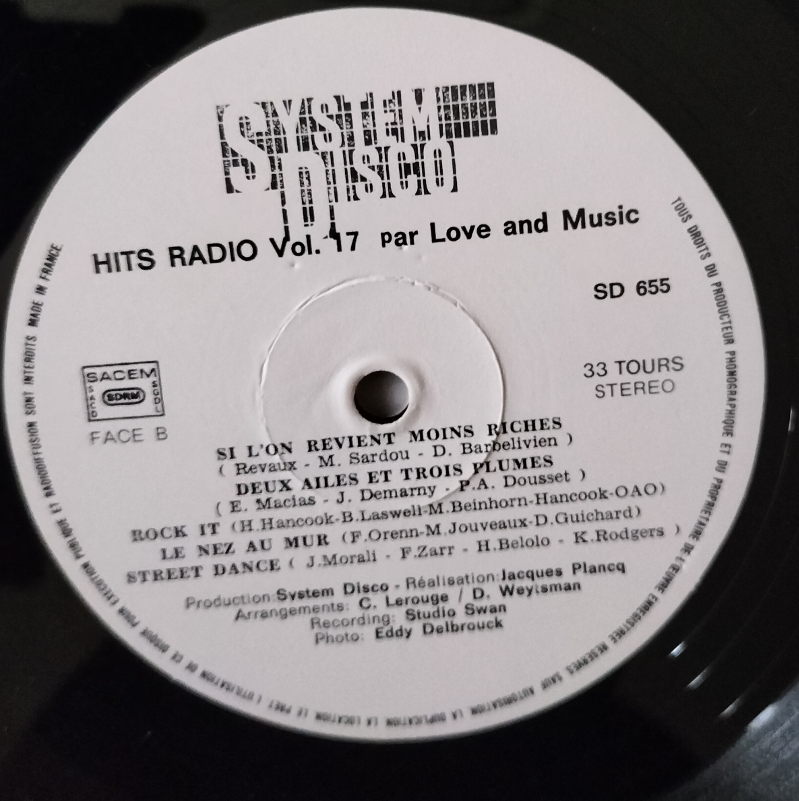 SYSTEM
DISCO
HITS RADIO Vol. 17 par Love and Music
SD 655
33 TOURS
STEREO
SACEM
SACD
SDRM
SGDL
FACE B
SI L'ON REVIENT MOINS RICHES
( Revaux - M. Sardou - D. Barbelivien )
DEUX AILES ET TROIS PLUMES
( E. Macias - J. Demarny - P.A. Dousset )
ROCK IT (H.Hancook-B.Laswell-M.Beinhorn-Hancook-OAO)
LE NEZ AU MUR (F.Orenn-M.Jouveaux-D.Guichard)
STREET DANCE ( J.Morali - F.Zarr - H.Belolo - K.Rodgers )
Production:System Disco - Réalisation:Jacques Plancq
Arrangements: C. Lerouge / D. Weytsman
Recording: Studio Swan
Photo: Eddy Delbrouck
TOUS DROITS DU PRODUCTEUR PHONOGRAPHIQUE ET DU PROPRIETAIRE DE L'ŒUVRE ENREGISTREE RESERVES SAUF AUTORISATION LA DUPLICATION LA LOCATION LE PRET L'UTILISATION DE CE DISQUE POUR EXECUTION PUBLIQUE ET RADIODIFFUSION SONT INTERDITS MADE IN FRANCE